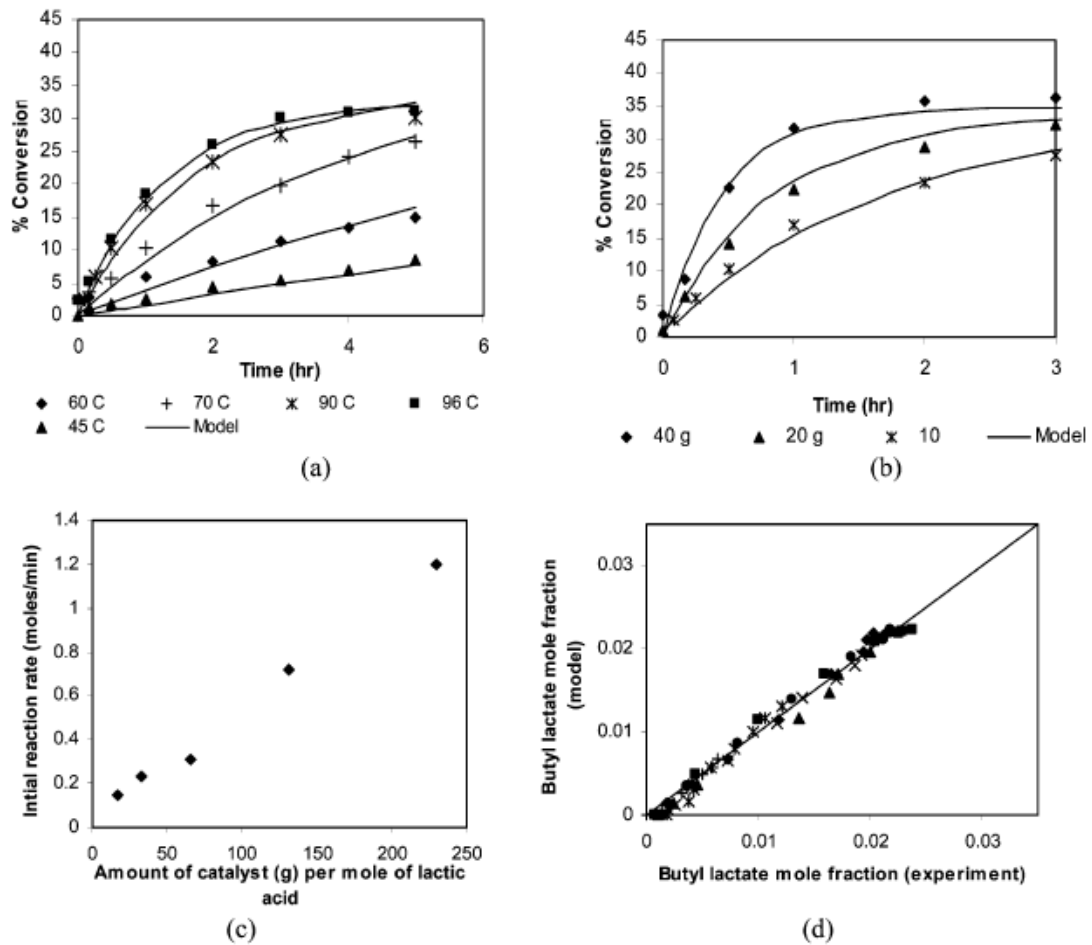 45
40
35
30
25
20
15
10
5
0
% Conversion
0 2 4 6
Time (hr)
60 C 70 C 90 C 96 C
45 C Model
(a)
45
40
35
30
25
20
15
10
5
0
% Conversion
0 1 2 3
Time (hr)
40 g 20 g 10 Model
(b)
1.4
1.2
1
0.8
0.6
0.4
0.2
0
Intial reaction rate (moles/min)
0 50 100 150 200 250
Amount of catalyst (g) per mole of lactic
acid
(c)
0.03
0.02
0.01
0
Butyl lactate mole fraction
(model)
0 0.01 0.02 0.03
Butyl lactate mole fraction (experiment)
(d)